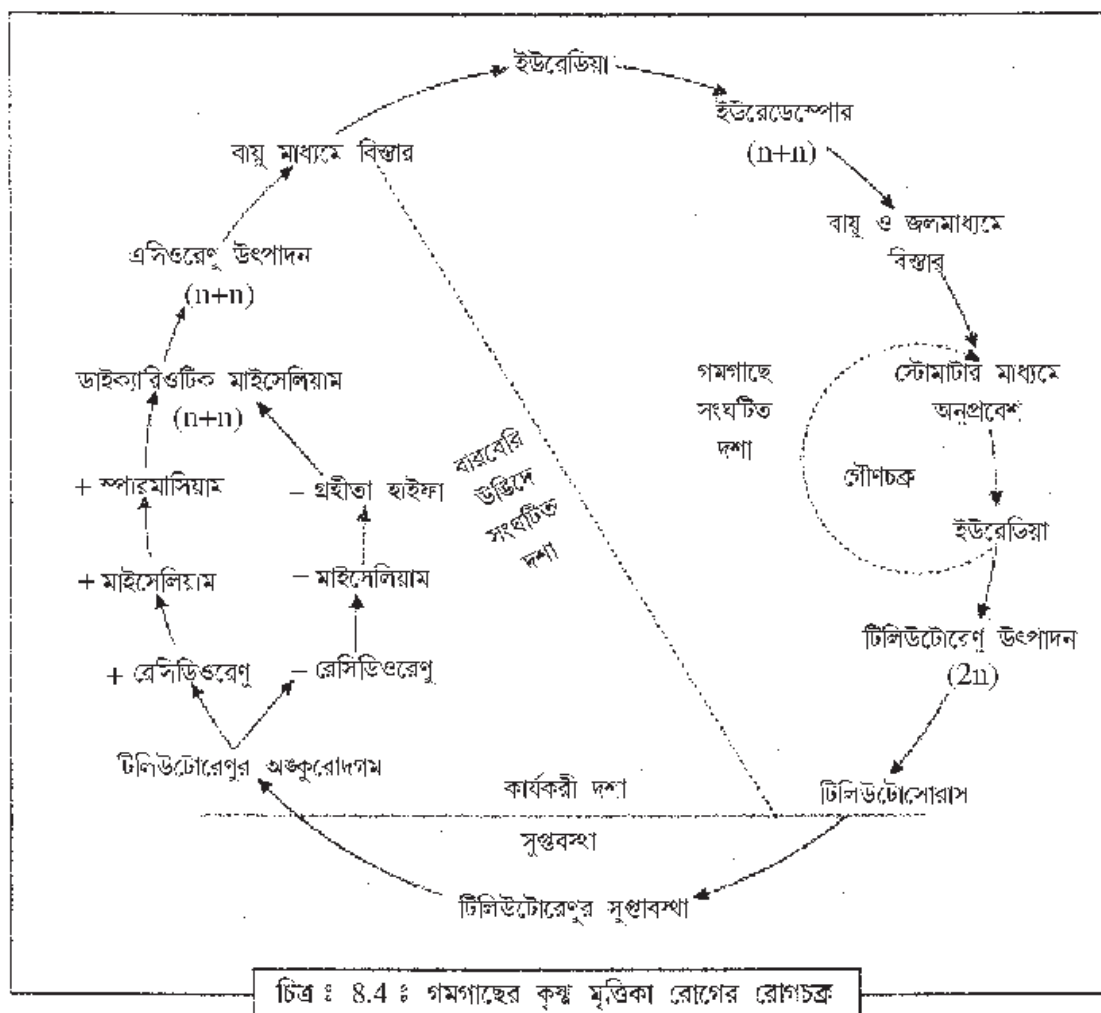 ইউরেডিয়া
ইউরেডেস্পোর
(n+n)
বায়ু মাধ্যমে বিস্তার
বায়ু ও জলমাধ্যমে
বিস্তার
এসিওরেণু উৎপাদন
(n+n)
গমগাছে
সংঘটিত
দশা
স্টোমাটার মাধ্যমে
অনুপ্রবেশ
ডাইক্যারিওটিক মাইসেলিয়াম
(n+n)
বারবেরি
উদ্ভিদে
সংঘটিত
দশা
গৌণচক্র
+ স্পারমাসিয়াম
– গ্রহীতা হাইফা
ইউরেডিয়া
+ মাইসেলিয়াম
– মাইসেলিয়াম
টিলিউটোরেণু উৎপাদন
(2n)
+ রেসিডিওরেণু
– রেসিডিওরেণু
টিলিউটোরেণুর অঙ্কুরোদগম
কার্যকরী দশা
টিলিউটোসোরাস
সুপ্তবস্থা
টিলিউটোরেণুর সুপ্তাবস্থা
চিত্র ঃ 8.4 ঃ গমগাছের কৃষ্ণ মৃত্তিকা রোগের রোগচক্র